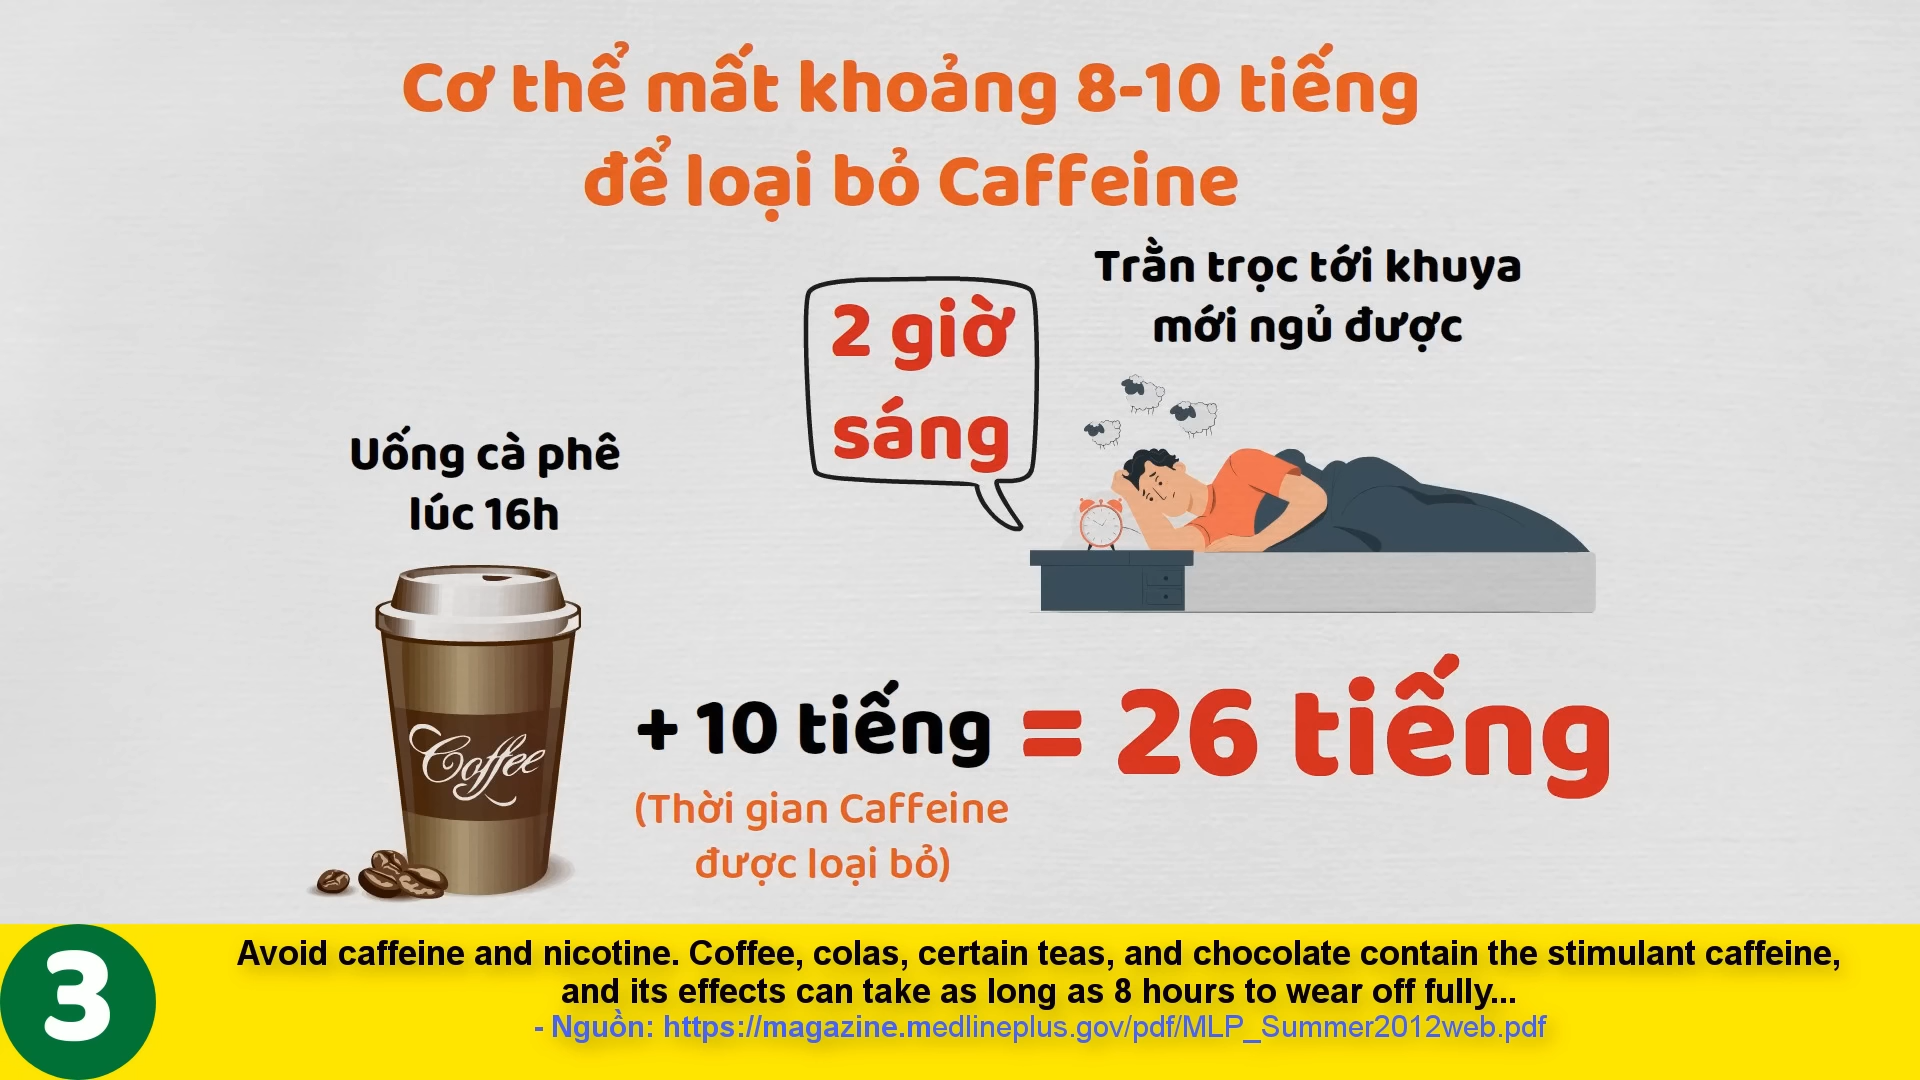 Cơ thể mất khoảng 8-10 tiếng
để loại bỏ Caffeine
Trằn trọc tới khuya
mới ngủ được
2 giờ
sáng
Uống cà phê
lúc 16h
Coffee
+ 10 tiếng = 26 tiếng
(Thời gian Caffeine
được loại bỏ)
3
Avoid caffeine and nicotine. Coffee, colas, certain teas, and chocolate contain the stimulant caffeine,
and its effects can take as long as 8 hours to wear off fully...
- Nguồn: https://magazine.medlineplus.gov/pdf/MLP_Summer2012web.pdf